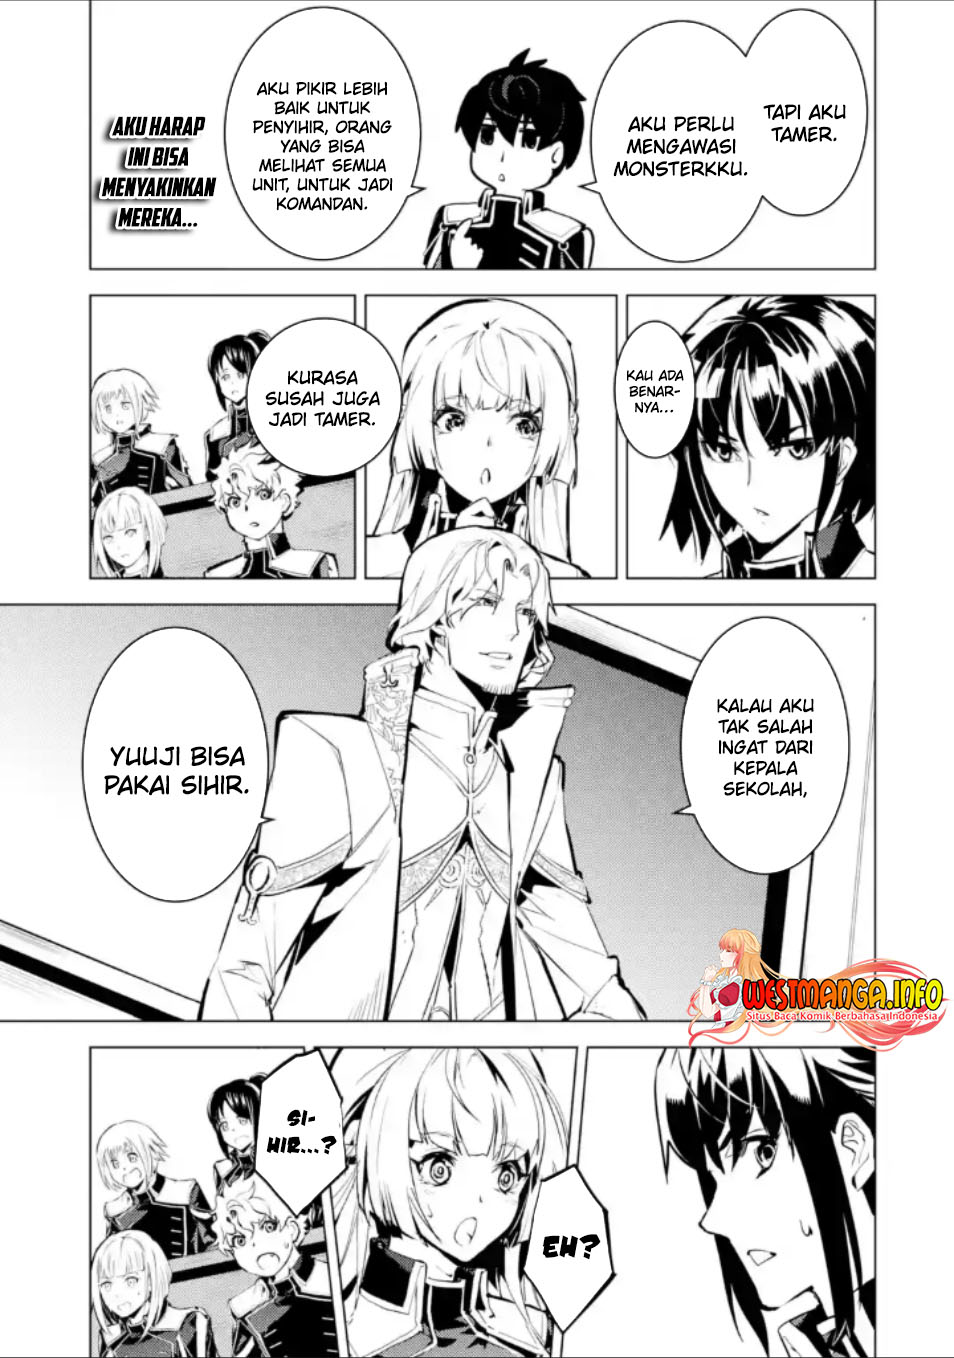 TAPI AKU
TAMER.
AKU PERLU
MENGAWASI
MONSTERKKU.
AKU PIKIR LEBIH
BAIK UNTUK
PENYIHIR, ORANG
YANG BISA
MELIHAT SEMUA
UNIT, UNTUK JADI
KOMANDAN.
AKU HARAP
INI BISA
MENYAKINKAN
MEREKA...
KAU ADA
BENAR-
NYA...
KURASA
SUSAH JUGA
JADI TAMER.
KALAU AKU
TAK SALAH
INGAT DARI
KEPALA
SEKOLAH,
YUUJI BISA
PAKAI SIHIR.
WESTMANGA.INFO
Situs Baca Komik Berbahasa Indonesia
EH?
SI-
HIR...?